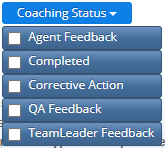 Coaching Status
Agent Feedback
Completed
Corrective Action
QA Feedback
TeamLeader Feedback